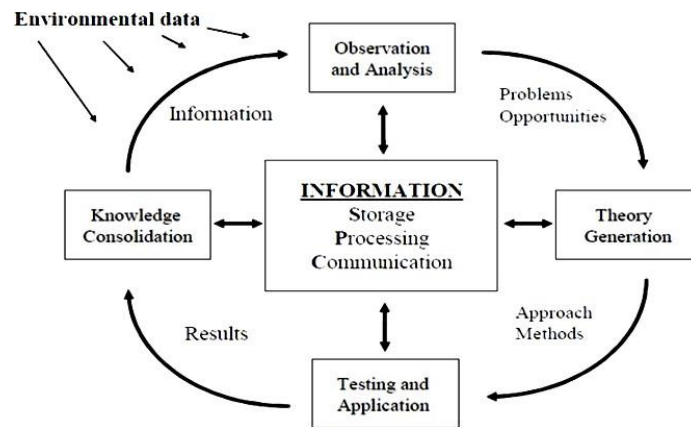 Environmental data
Observation
and Analysis
Information
Problems
Opportunities
INFORMATION
Storage
Processing
Communication
Knowledge
Consolidation
Theory
Generation
Results
Approach
Methods
Testing and
Application